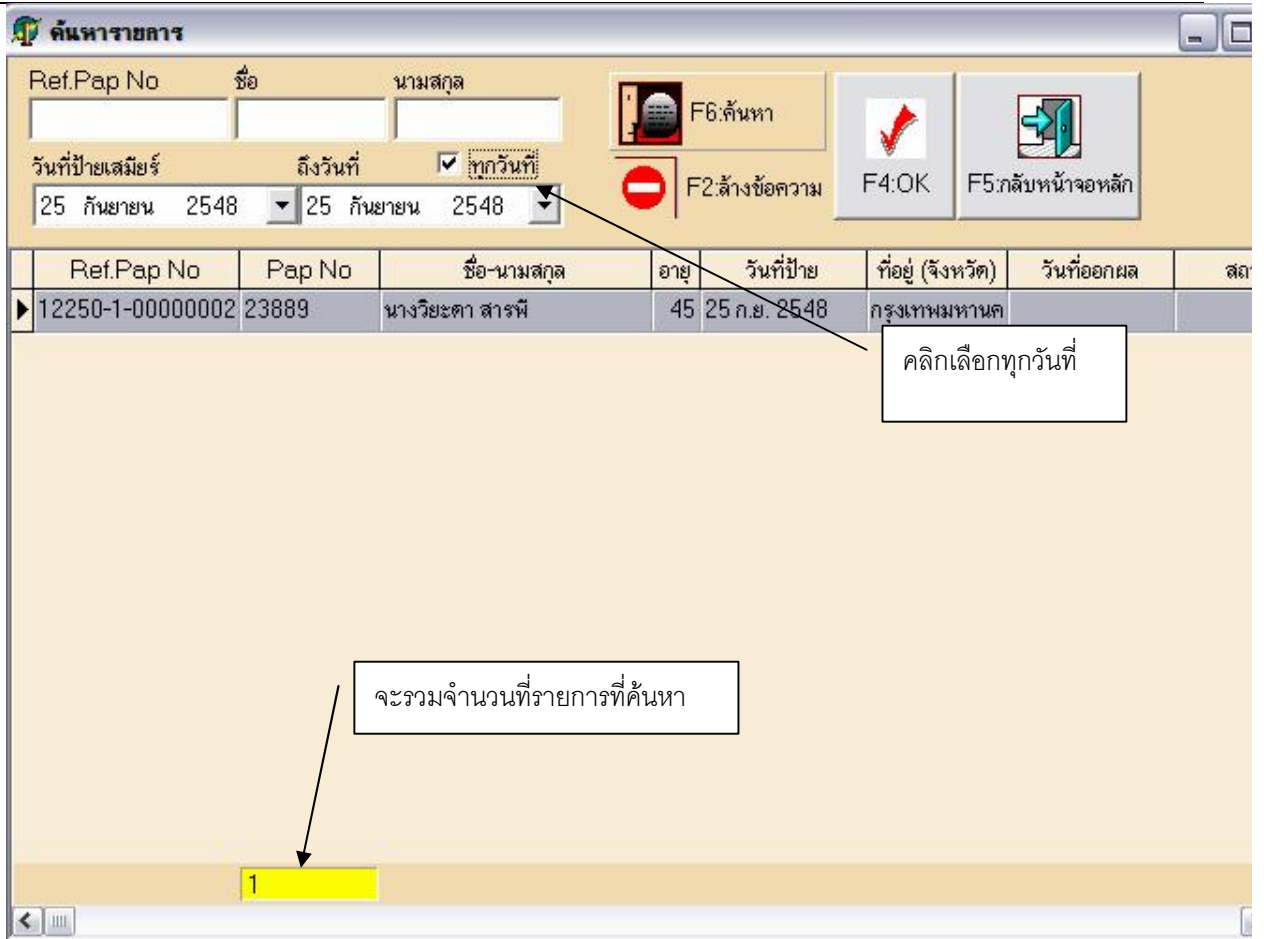 ค้นหารายการ
Ref.Pap No ชื่อ นามสกุล
F6:ค้นหา
วันที่ป้ายเสมียร์ ถึงวันที่ ทุกวันที่
F2:ล้างข้อความ
F4:OK F5:กลับหน้าจอหลัก
25 กันยายน 2548 25 กันยายน 2548
Ref.Pap No Pap No ชื่อ-นามสกุล อายุ วันที่ป้าย ที่อยู่ (จังหวัด) วันที่ออกผล
12250-1-00000002 23889 นางวิยะตา สารพี 45 25 ก.ย. 2548 กรุงเทพมหานค
คลิกเลือกทุกวันที่
จะรวมจำนวนที่รายการที่ค้นหา
1